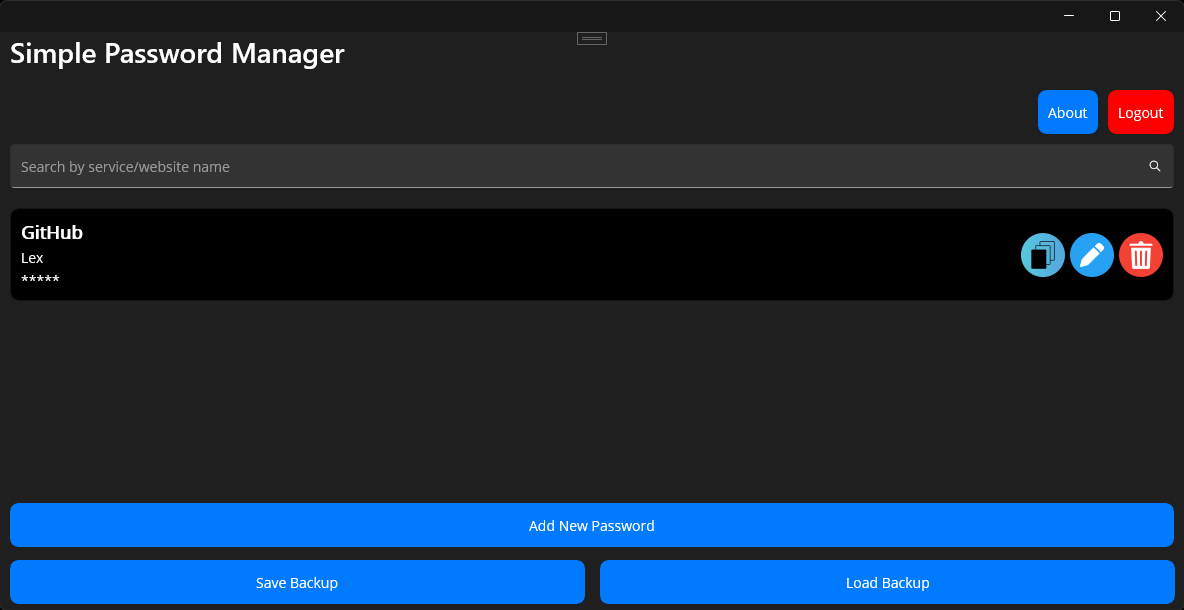 Simple Password Manager
About
Logout
Search by service/website name
GitHub
Lex
*****
Add New Password
Save Backup
Load Backup